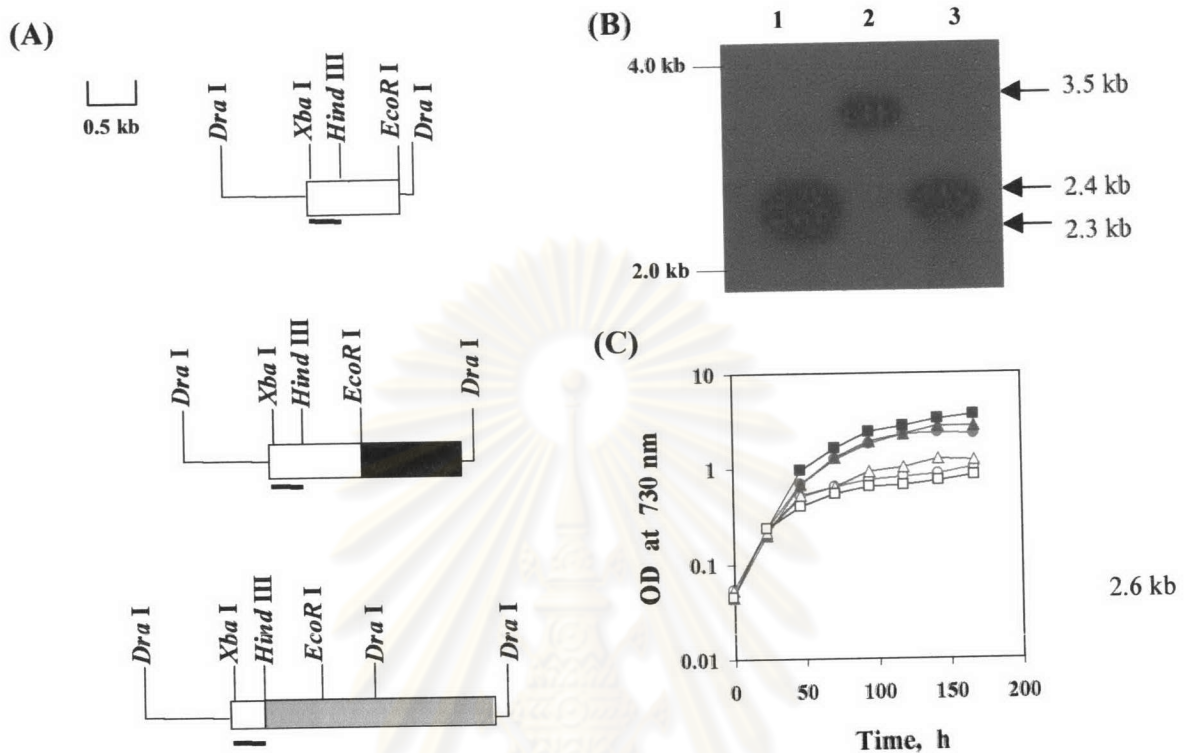 (A)
0.5 kb
Dra I
Xba I
Hind III
EcoR I
Dra I
Dra I
Xba I
Hind III
EcoR I
Dra I
Dra I
Xba I
Hind III
EcoR I
Dra I
Dra I
(B)
1 2 3
4.0 kb
2.0 kb
3.5 kb
2.4 kb
2.3 kb
(C)
OD at 730 nm
10
1
0.1
0.01
0 50 100 150 200
Time, h
2.6 kb